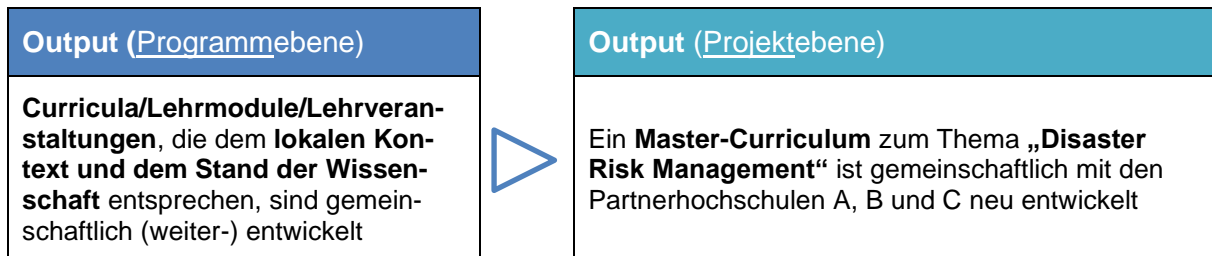 Output (Programmebene)
Curricula/Lehrmodule/Lehrveran-
staltungen, die dem lokalen Kon-
text und dem Stand der Wissen-
schaft entsprechen, sind gemein-
schaftlich (weiter-) entwickelt
Output (Projektebene)
Ein Master-Curriculum zum Thema „Disaster
Risk Management“ ist gemeinschaftlich mit den
Partnerhochschulen A, B und C neu entwickelt